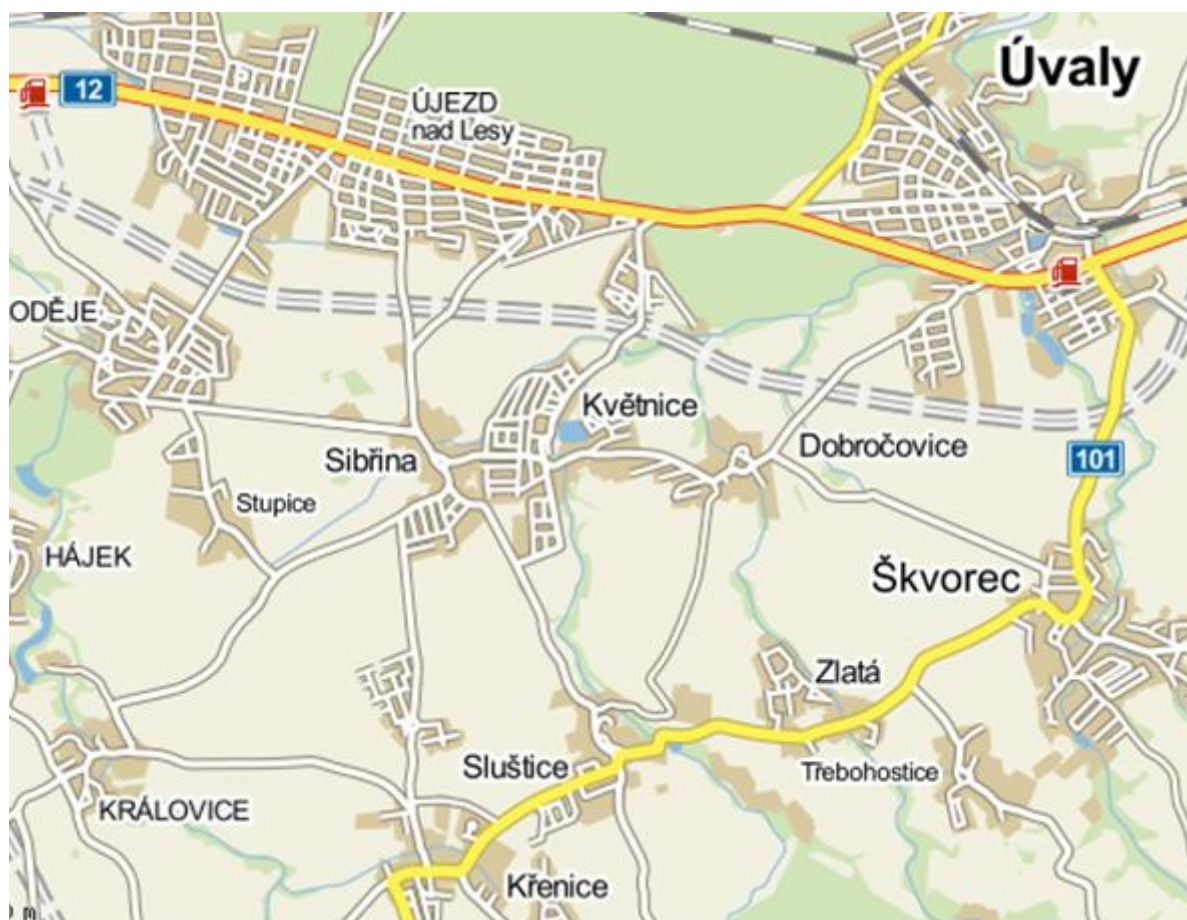 Úvaly
12
ÚJEZD
nad Lesy
ODĚJE
Květnice
Dobročovice
Sibřina
101
Stupice
HÁJEK
Škvorec
Zlatá
Sluštice
Třebohostice
KRÁLOVICE
Křenice